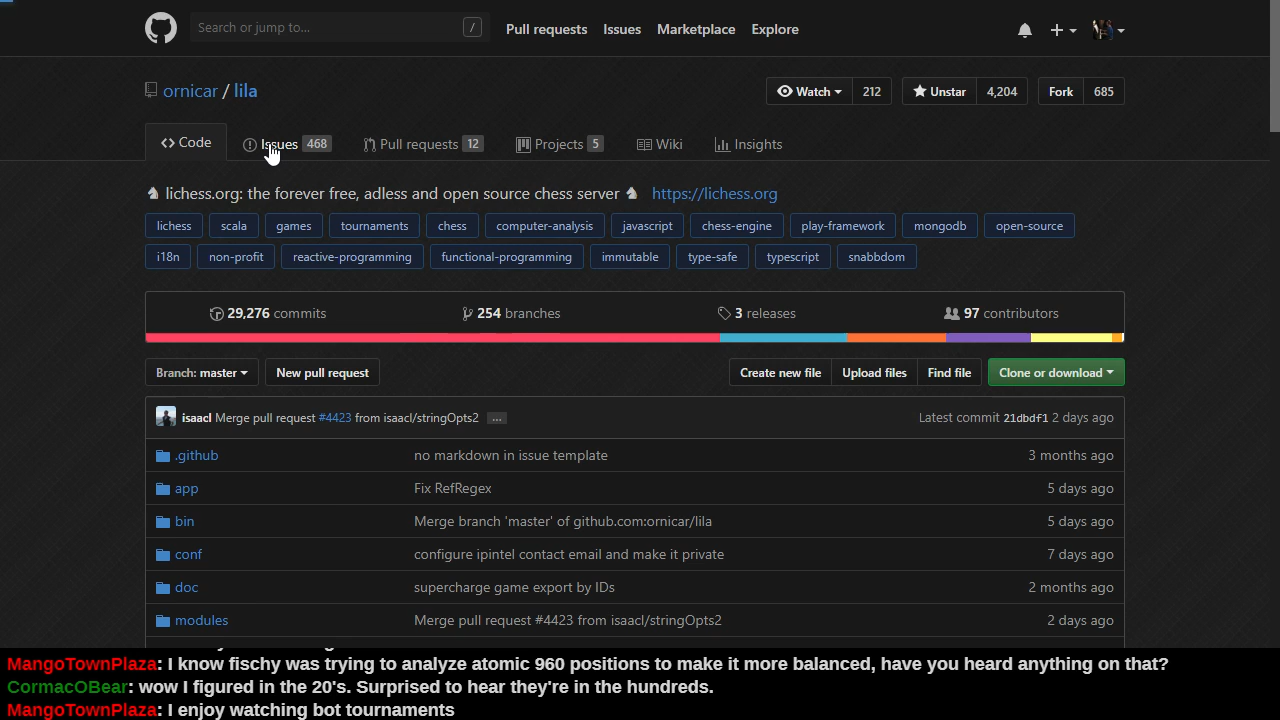 Search or jump to... / Pull requests Issues Marketplace Explore
ornicar / lila Watch 212 Unstar 4,204 Fork 685
Code Issues 468 Pull requests 12 Projects 5 Wiki Insights
lichess.org: the forever free, adless and open source chess server https://lichess.org
lichess scala games tournaments chess computer-analysis javascript chess-engine play-framework mongodb open-source
i18n non-profit reactive-programming functional-programming immutable type-safe typescript snabbdom
29,276 commits 254 branches 3 releases 97 contributors
Branch: master New pull request Create new file Upload files Find file Clone or download
isaacl Merge pull request #4423 from isaacl/stringOpts2 ... Latest commit 21dbdf1 2 days ago
.github no markdown in issue template 3 months ago
app Fix RefRegex 5 days ago
bin Merge branch 'master' of github.com:ornicar/lila 5 days ago
conf configure ipintel contact email and make it private 7 days ago
doc supercharge game export by IDs 2 months ago
modules Merge pull request #4423 from isaacl/stringOpts2 2 days ago
MangoTownPlaza: I know fischy was trying to analyze atomic 960 positions to make it more balanced, have you heard anything on that?
CormacOBear: wow I figured in the 20's. Surprised to hear they're in the hundreds.
MangoTownPlaza: I enjoy watching bot tournaments